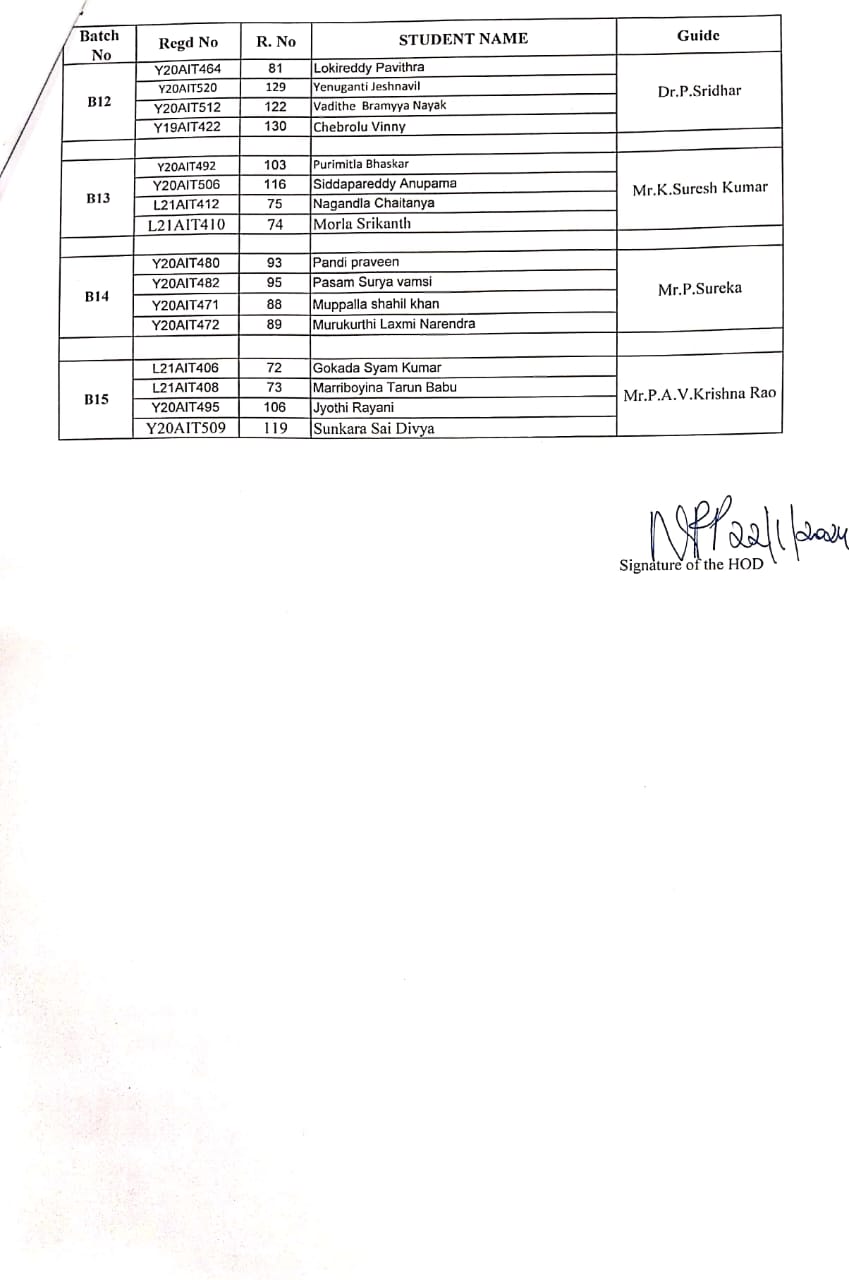 Batch No Regd No R. No STUDENT NAME Guide
B12 Y20AIT464 81 Lokireddy Pavithra Dr.P.Sridhar
Y20AIT520 129 Yenuganti Jeshnavil
Y20AIT512 122 Vadithe Bramyya Nayak
Y19AIT422 130 Chebrolu Vinny
B13 Y20AIT492 103 Purimitla Bhaskar Mr.K.Suresh Kumar
Y20AIT506 116 Siddapareddy Anupama
L21AIT412 75 Nagandla Chaitanya
L21AIT410 74 Morla Srikanth
B14 Y20AIT480 93 Pandi praveen Mr.P.Sureka
Y20AIT482 95 Pasam Surya vamsi
Y20AIT471 88 Muppalla shahil khan
Y20AIT472 89 Murukurthi Laxmi Narendra
B15 L21AIT406 72 Gokada Syam Kumar Mr.P.A.V.Krishna Rao
L21AIT408 73 Marriboyina Tarun Babu
Y20AIT495 106 Jyothi Rayani
Y20AIT509 119 Sunkara Sai Divya
22/1/2024
Signature of the HOD